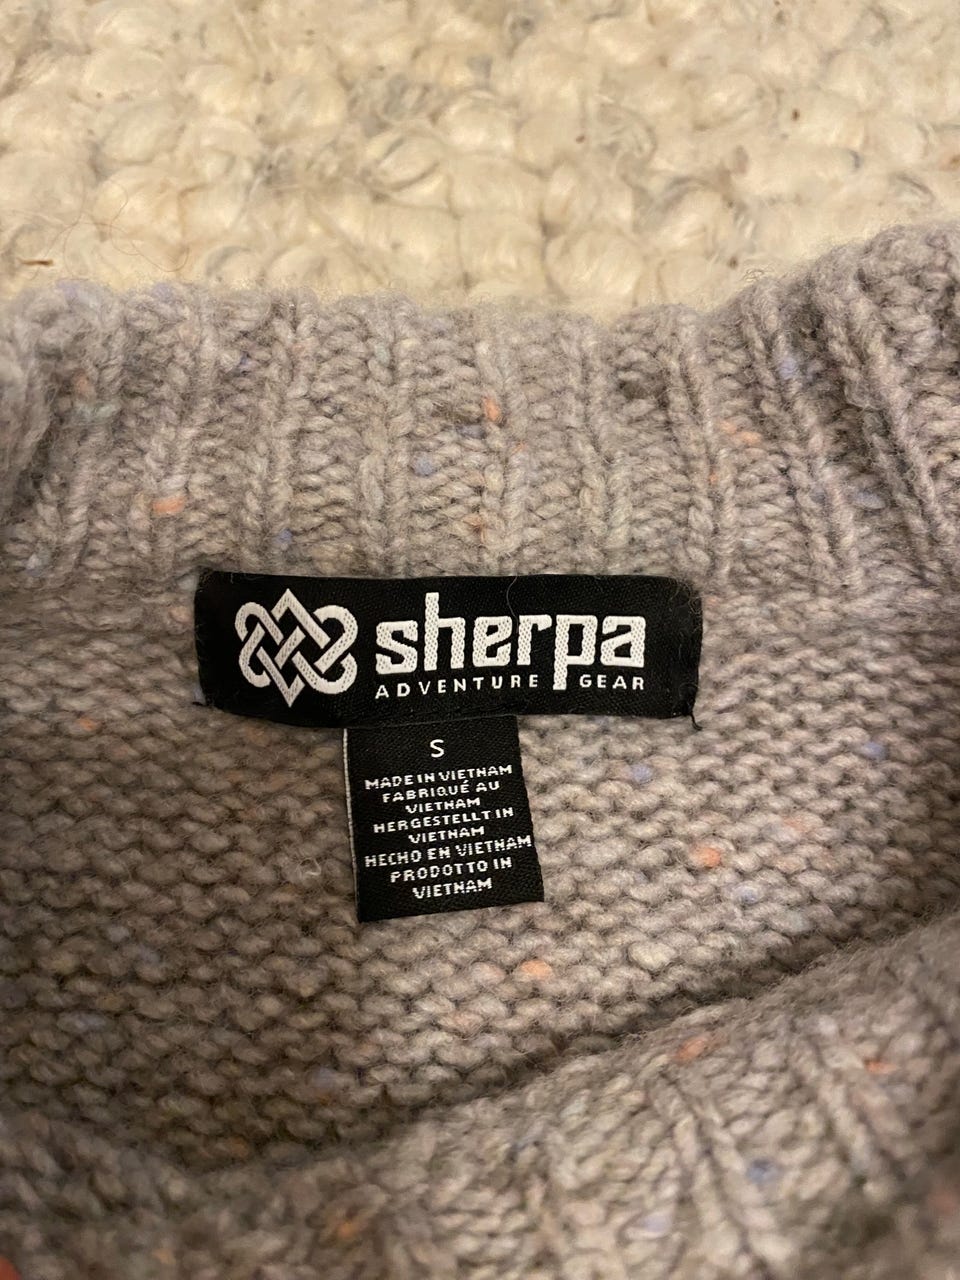 sherpa
ADVENTURE GEAR
S
MADE IN VIETNAM
FABRIQUÉ AU
VIETNAM
HERGESTELLT IN
VIETNAM
HECHO EN VIETNAM
PRODOTTO IN
VIETNAM